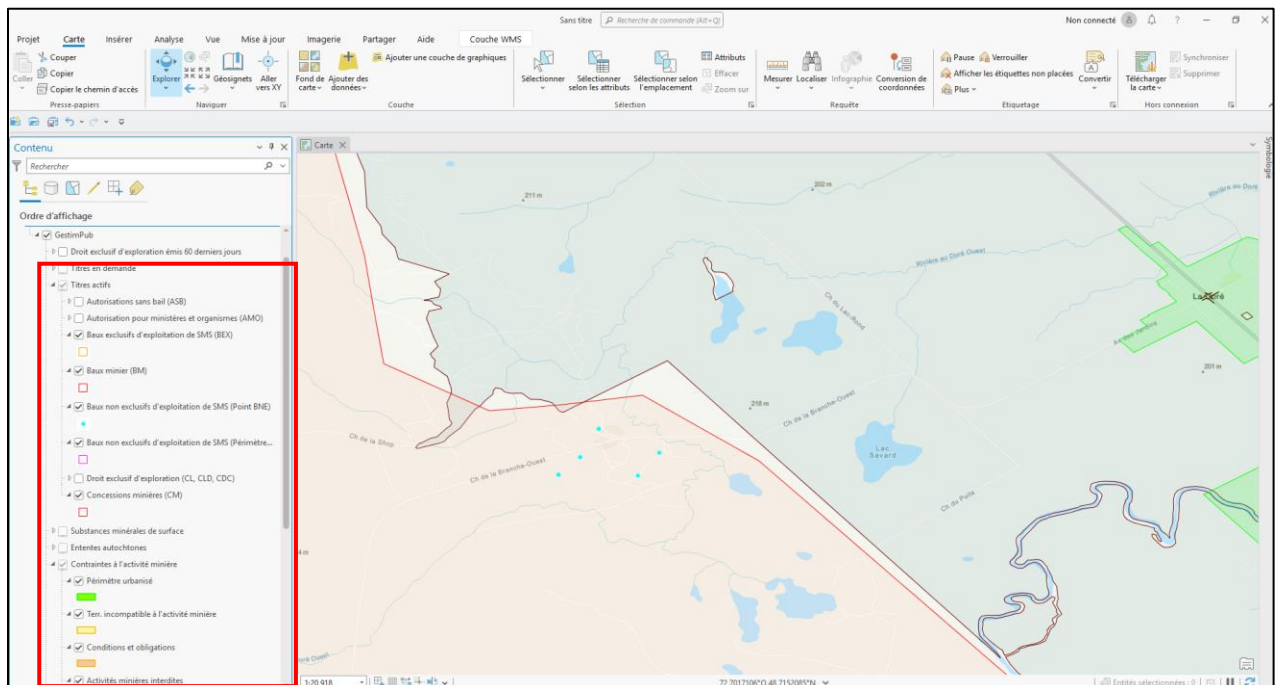 Sans titre
Recherche de commande (Alt+Q)
Non connecté
Projet Carte Insérer Analyse Vue Mise à jour Imagerie Partager Aide Couche WMS
Coller
Couper
Copier
Copier le chemin d'accès
Presse-papiers
Explorer
Géosignets
Aller vers XY
Naviguer
Fond de carte
Ajouter des données
Ajouter une couche de graphiques
Couche
Sélectionner
Sélectionner selon les attributs
Sélectionner selon l'emplacement
Attributs
Effacer
Zoom sur
Sélection
Mesurer
Localiser
Infographie
Conversion de coordonnées
Requête
Pause
Verrouiller
Afficher les étiquettes non placées
Plus
Convertir
Etiquetage
Télécharger la carte
Synchroniser
Supprimer
Hors connexion
Contenu
Rechercher
Ordre d'affichage
GestimPub
Droit exclusif d'exploration émis 60 derniers jours
Titres en demande
Titres actifs
Autorisations sans bail (ASB)
Autorisation pour ministères et organismes (AMO)
Baux exclusifs d'exploitation de SMS (BEX)
Baux minier (BM)
Baux non exclusifs d'exploitation de SMS (Point BNE)
Baux non exclusifs d'exploitation de SMS (Périmètre...
Droit exclusif d'exploration (CL, CLD, CDC)
Concessions minières (CM)
Substances minérales de surface
Ententes autochtones
Contraintes à l'activité minière
Périmètre urbanisé
Terr. incompatible à l'activité minière
Conditions et obligations
Activités minières interdites
Carte
Symbologie
211 m
202 m
Rivière au Doré
Rivière au Doré Ouest
Ch du Lac-Rond
La Doré
Av des Jardins
201 m
218 m
Ch de la Branche-Ouest
Ch de la Shop
Ch de la Branche-Ouest
Lac Savard
Ch du Puits
4 m
Doré Ouest
1:20 918
72,7017106°O 48,7152085°N
Entités sélectionnées : 0